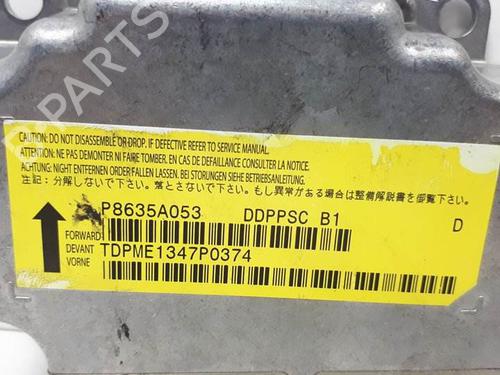 CAUTION: DO NOT DISASSEMBLE OR DROP. IF DEFECTIVE REFER TO SERVICE MANUAL.
ATTENTION: NE PAS DEMONTER NI FAIRE TOMBER. EN CAS DE DEFAILLANCE CONSULTER LA NOTICE.
ACHTUNG: NIGHT ENTFERNEN ODER FALLEN LASSEN. BEI STORUNGEN SIEHE BETRIEBSANLEITUNG.
注記: 分解しないで下さい。落とさないで下さい。もし異常がある場合は整備解説書を御覧下さい。
P8635A053 DDPPSC B1 D
FORWARD
DEVANT TDPME1347P0374
VORNE
B-PARTS